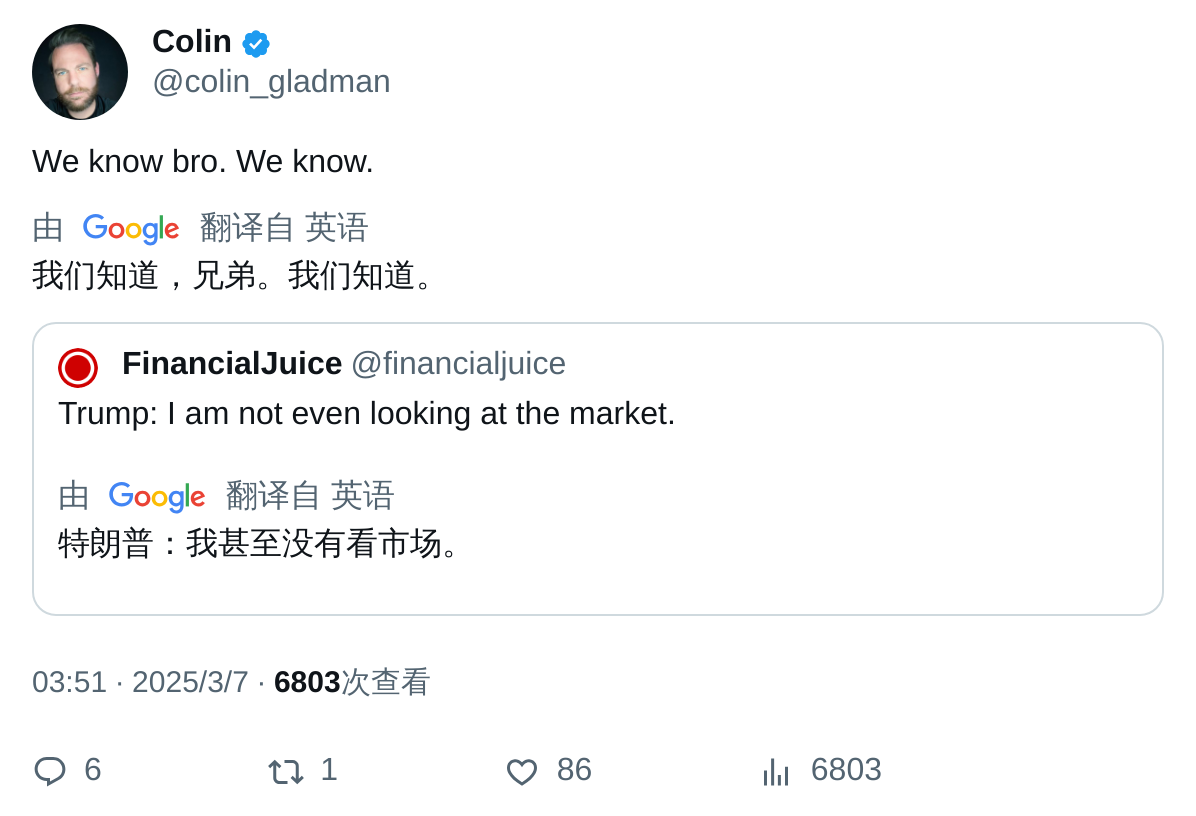 Colin
@colin_gladman
We know bro. We know.
由 Google 翻译自 英语
我们知道，兄弟。我们知道。
FinancialJuice @financialjuice
Trump: I am not even looking at the market.
由 Google 翻译自 英语
特朗普：我甚至没有看市场。
03:51 · 2025/3/7 · 6803次查看
6 1 86 6803